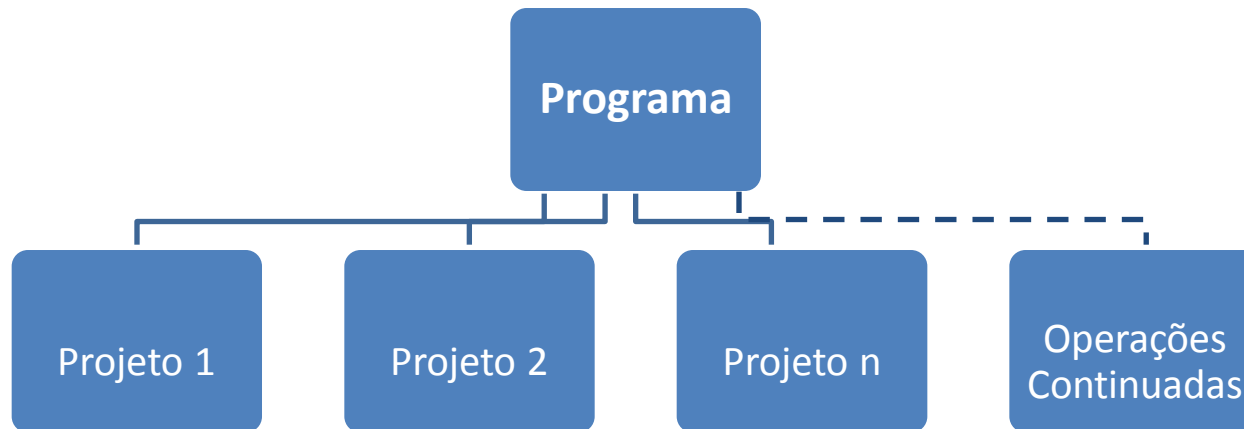 Programa
Projeto 1
Projeto 2
Projeto n
Operações
Continuadas